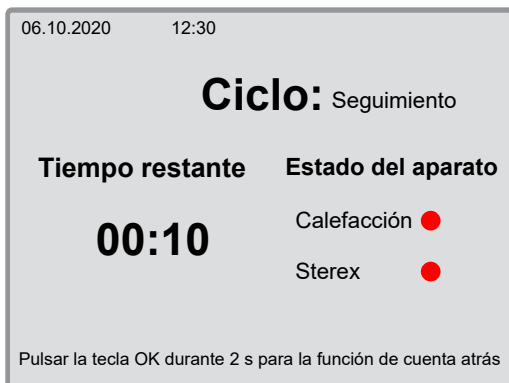 06.10.2020 12:30
Ciclo: Seguimiento
Tiempo restante
Estado del aparato
00:10
Calefacción
Sterex
Pulsar la tecla OK durante 2 s para la función de cuenta atrás